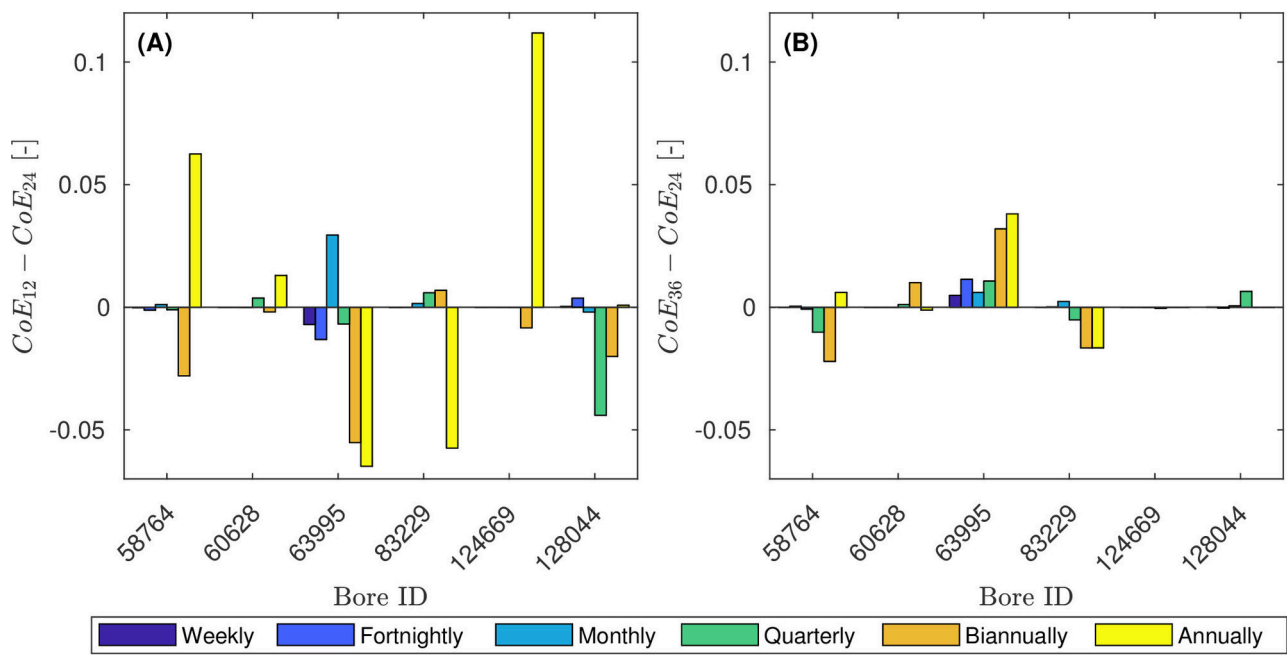 (A)
0.1
0.05
0
-0.05
CoE12 − CoE24 [-]
58764
60628
63995
83229
124669
128044
Bore ID
(B)
0.1
0.05
0
-0.05
CoE36 − CoE24 [-]
58764
60628
63995
83229
124669
128044
Bore ID
Weekly Fortnightly Monthly Quarterly Biannually Annually